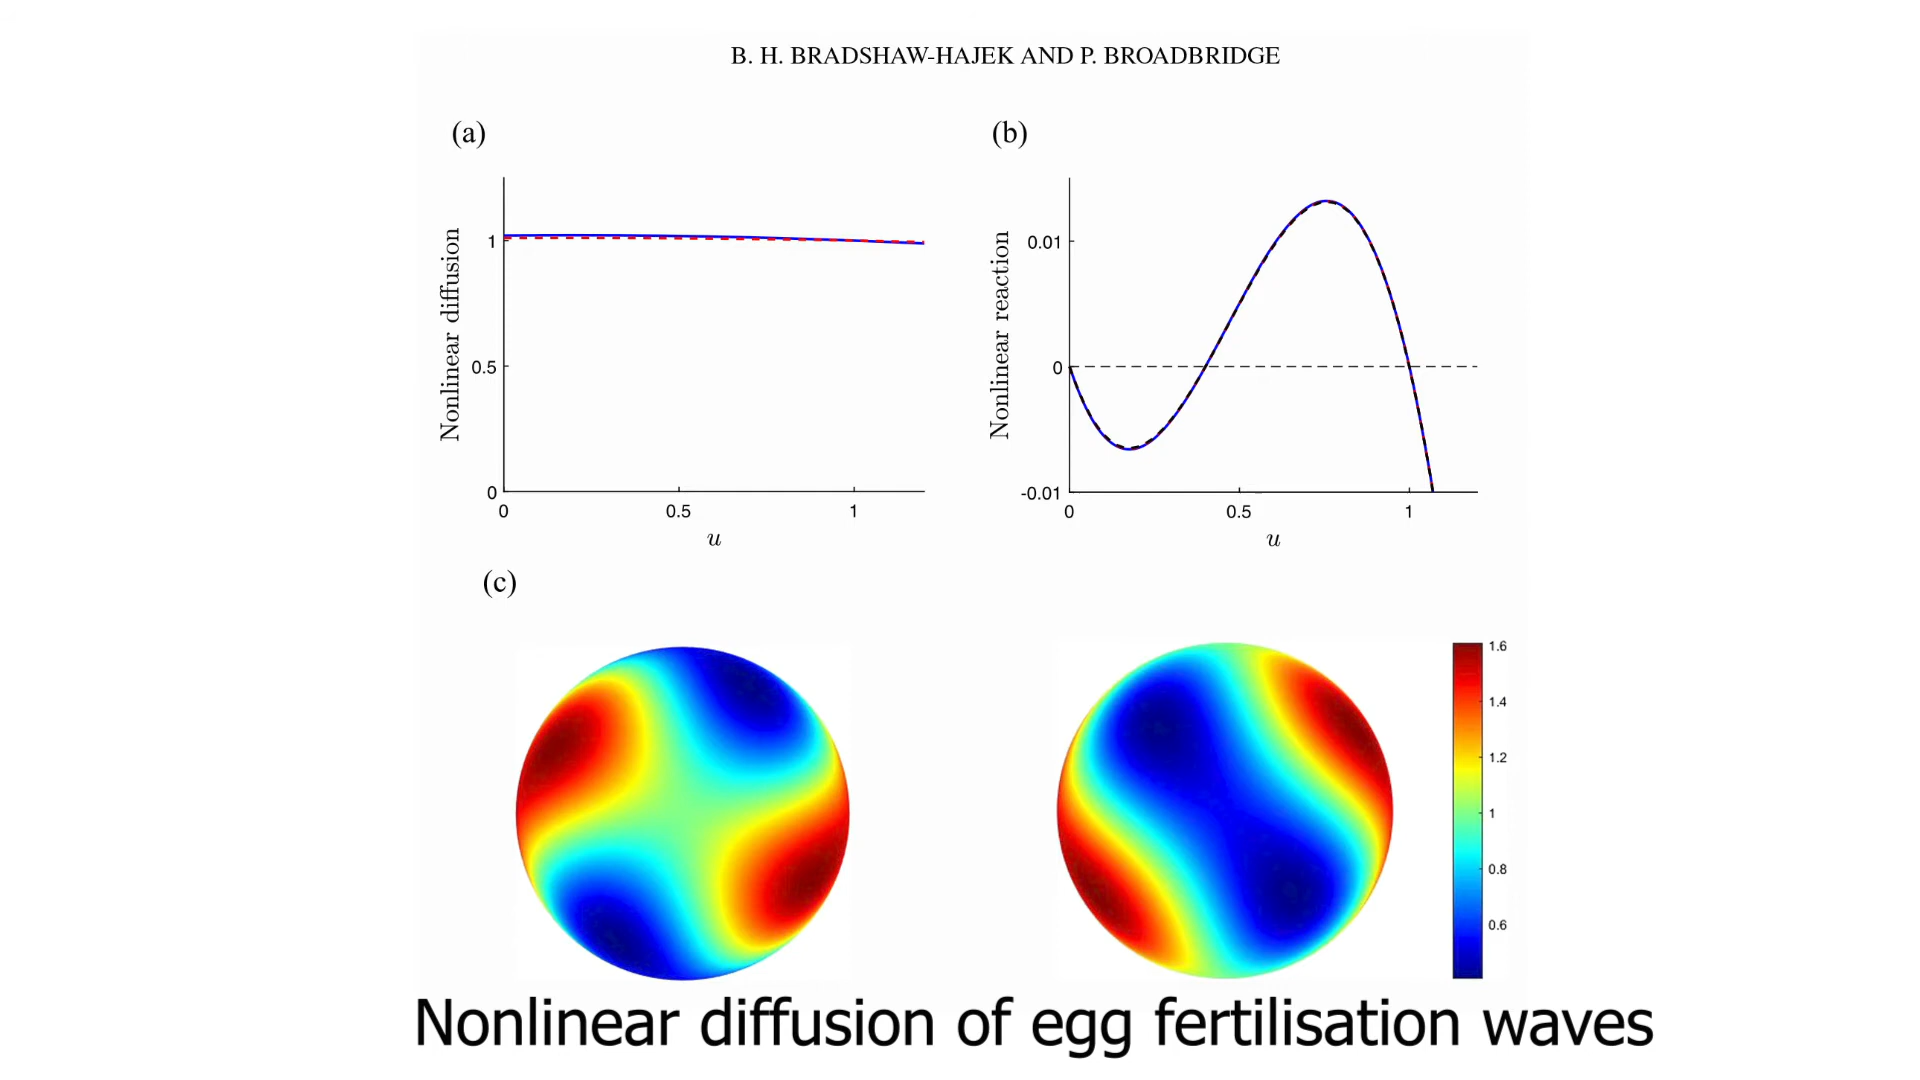 B. H. BRADSHAW-HAJEK AND P. BROADBRIDGE
(a)
Nonlinear diffusion
1
0.5
0
0
0.5
1
u
(b)
Nonlinear reaction
0.01
0
-0.01
0
0.5
1
u
(c)
1.6
1.4
1.2
1
0.8
0.6
Nonlinear diffusion of egg fertilisation waves